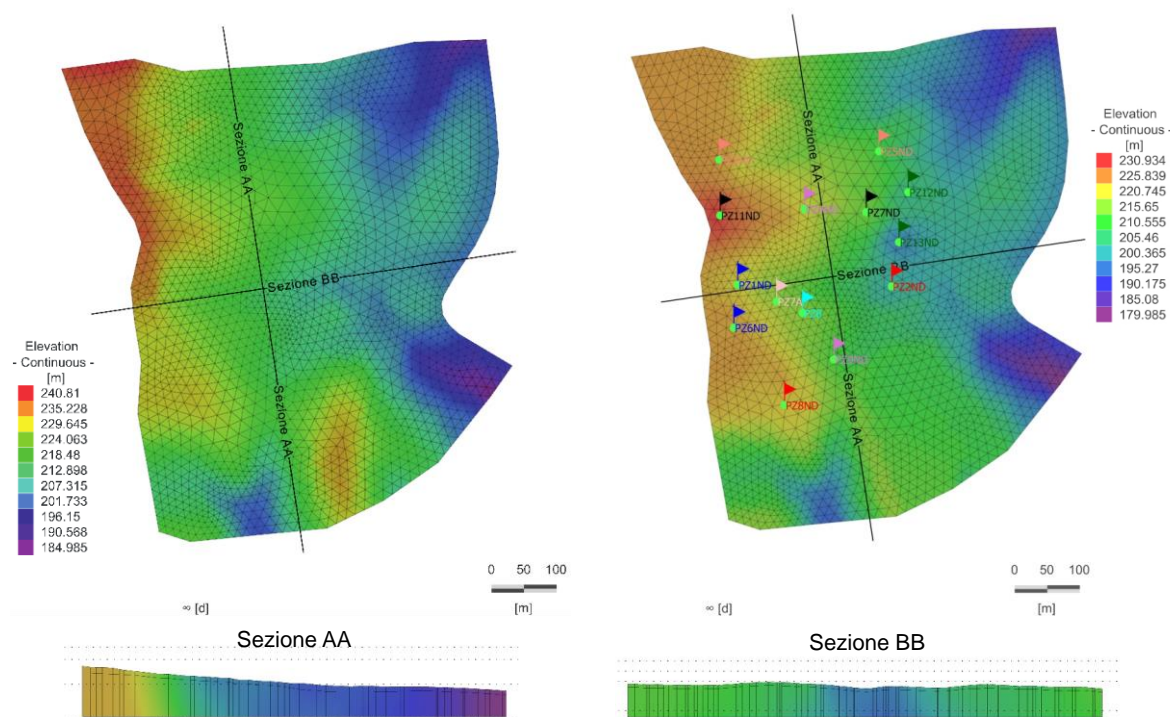 Sezione AA
Sezione BB
Sezione AA
Elevation
- Continuous -
[m]
240.81
235.228
229.645
224.063
218.48
212.898
207.315
201.733
196.15
190.568
184.985
0 50 100
[m]
∞ [d]
Sezione AA
PZ5ND
PZ12ND
PZ11ND
PZ7ND
PZ13ND
Sezione BB
PZ1ND
PZ2ND
PZ6ND
PZ8ND
Sezione AA
Elevation
- Continuous -
[m]
230.934
225.839
220.745
215.65
210.555
205.46
200.365
195.27
190.175
185.08
179.985
0 50 100
[m]
∞ [d]
Sezione AA
Sezione BB